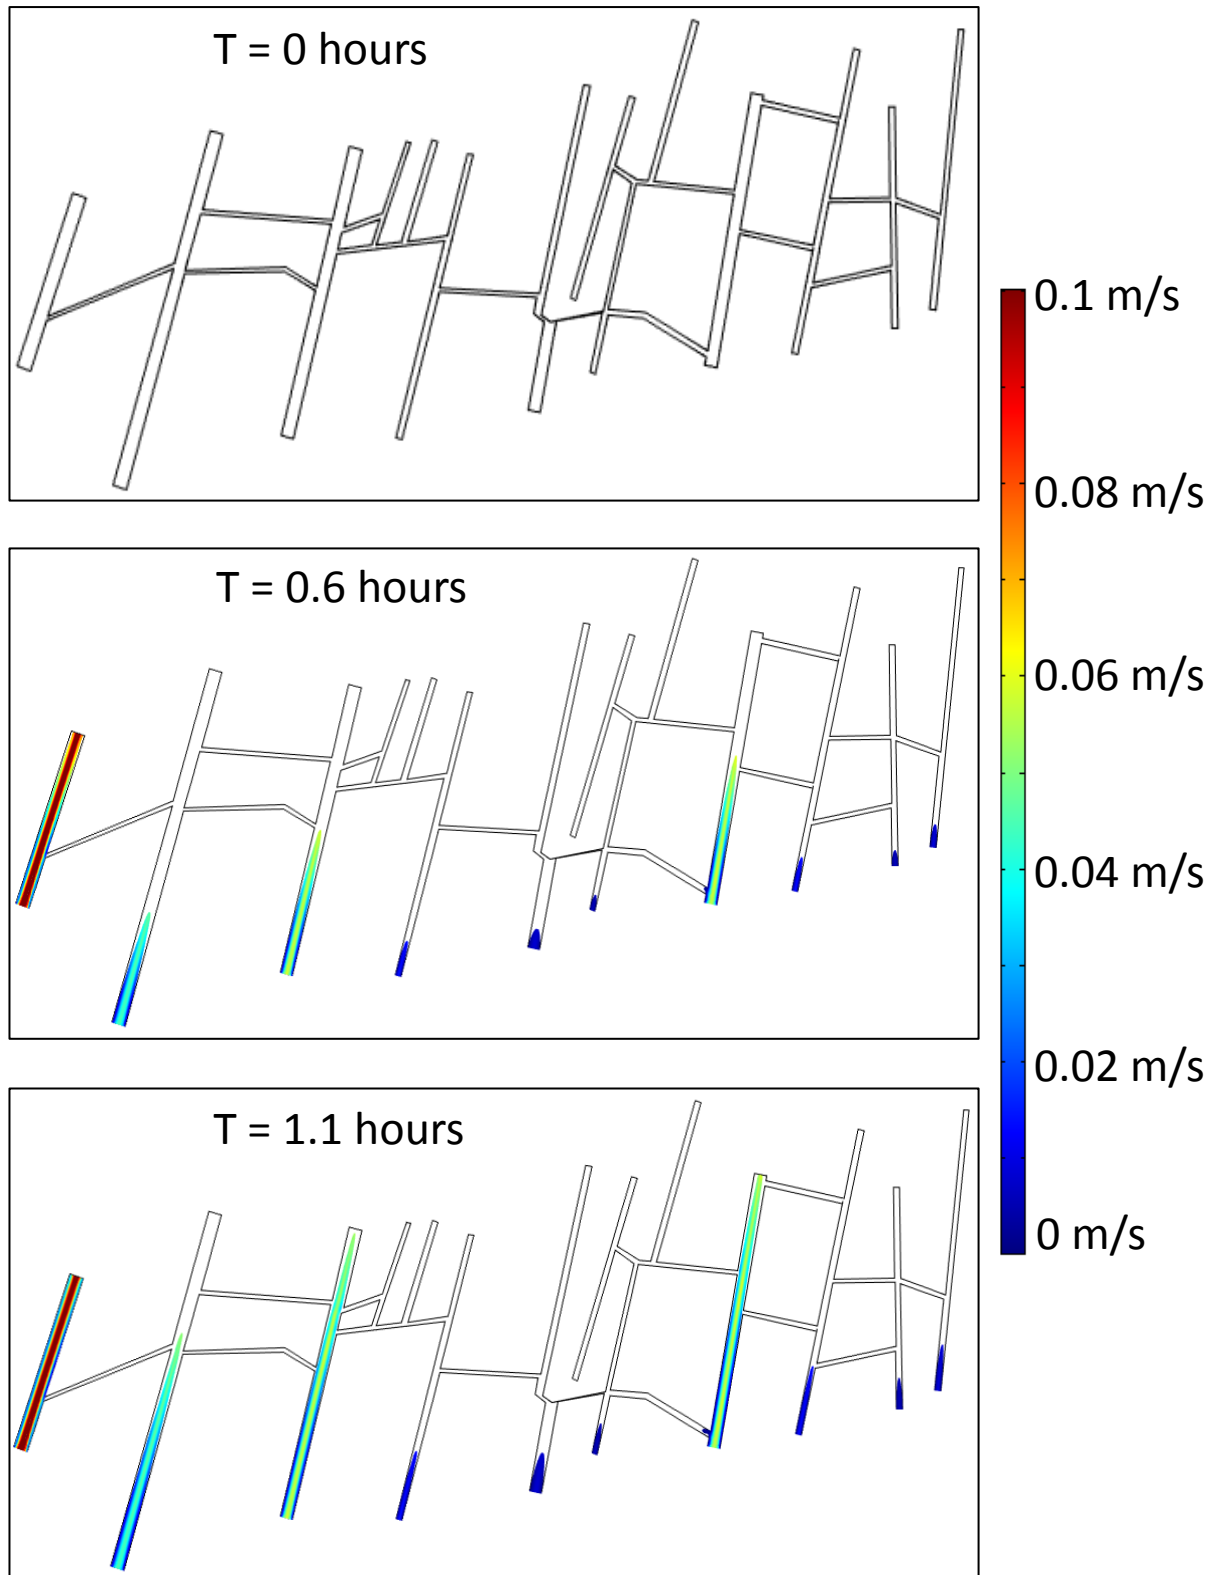 T = 0 hours
0.1 m/s
0.08 m/s
T = 0.6 hours
0.06 m/s
0.04 m/s
0.02 m/s
T = 1.1 hours
0 m/s